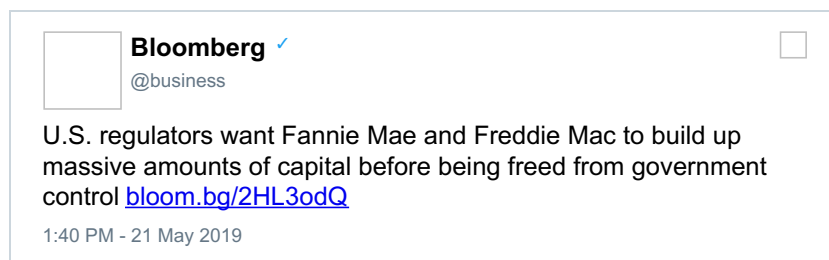 Bloomberg ✓
@business
U.S. regulators want Fannie Mae and Freddie Mac to build up
massive amounts of capital before being freed from government
control bloom.bg/2HL3odQ
1:40 PM - 21 May 2019